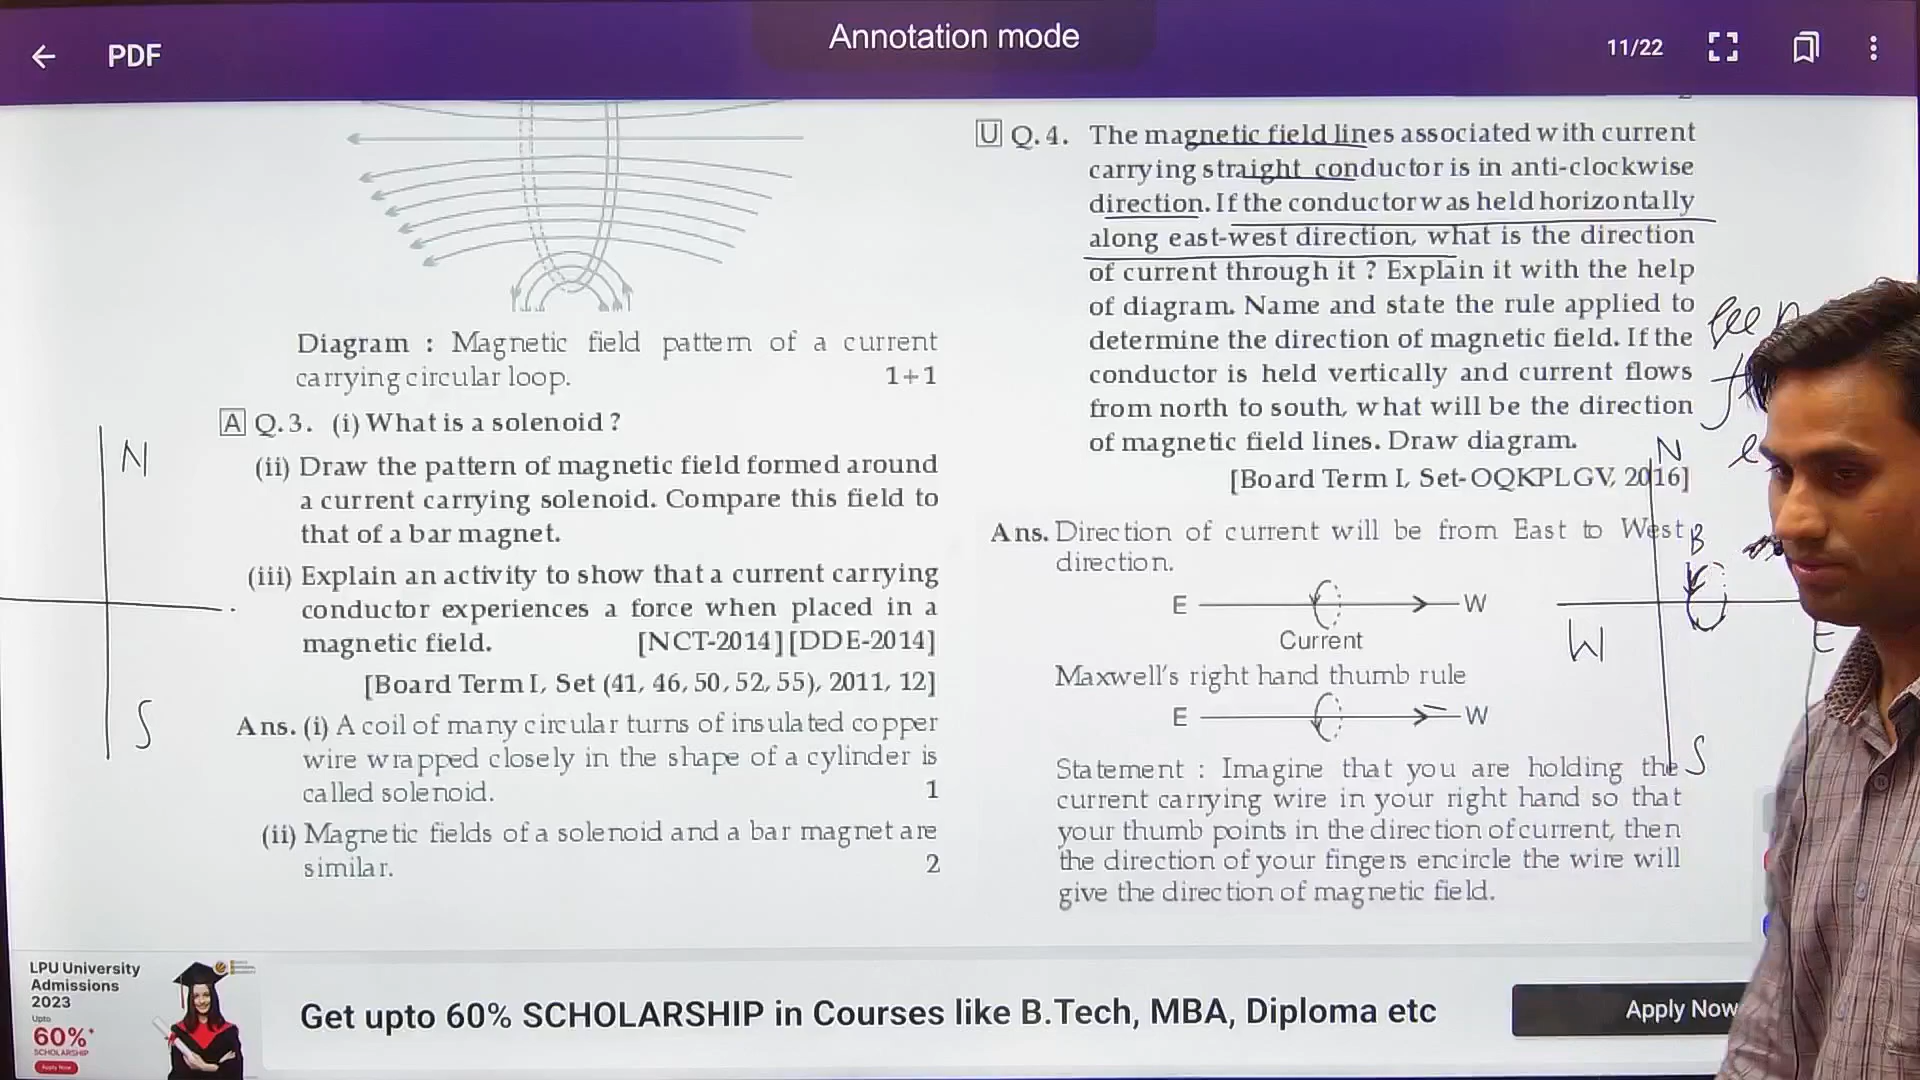 Annotation mode
PDF
11/22
Diagram : Magnetic field pattern of a current
carrying circular loop. 1+1
A Q. 3. (i) What is a solenoid ?
(ii) Draw the pattern of magnetic field formed around
a current carrying solenoid. Compare this field to
that of a bar magnet.
(iii) Explain an activity to show that a current carrying
conductor experiences a force when placed in a
magnetic field. [NCT-2014] [DDE-2014]
[Board Term I, Set (41, 46, 50, 52, 55), 2011, 12]
Ans. (i) A coil of many circular turns of insulated copper
wire wrapped closely in the shape of a cylinder is
called solenoid. 1
(ii) Magnetic fields of a solenoid and a bar magnet are
similar. 2
N
S
U Q. 4. The magnetic field lines associated with current
carrying straight conductor is in anti-clockwise
direction. If the conductor was held horizontally
along east-west direction, what is the direction
of current through it ? Explain it with the help
of diagram. Name and state the rule applied to
determine the direction of magnetic field. If the
conductor is held vertically and current flows
from north to south, what will be the direction
of magnetic field lines. Draw diagram.
[Board Term I, Set-OQKPLGV, 2016]
Ans. Direction of current will be from East to West
direction.
E W
Current
Maxwell's right hand thumb rule
E W
Statement : Imagine that you are holding the
current carrying wire in your right hand so that
your thumb points in the direction of current, then
the direction of your fingers encircle the wire will
give the direction of magnetic field.
N
B
W
E
S
LPU University
Admissions
2023
Upto
60%*
SCHOLARSHIP
Apply Now
Get upto 60% SCHOLARSHIP in Courses like B.Tech, MBA, Diploma etc
Apply Now